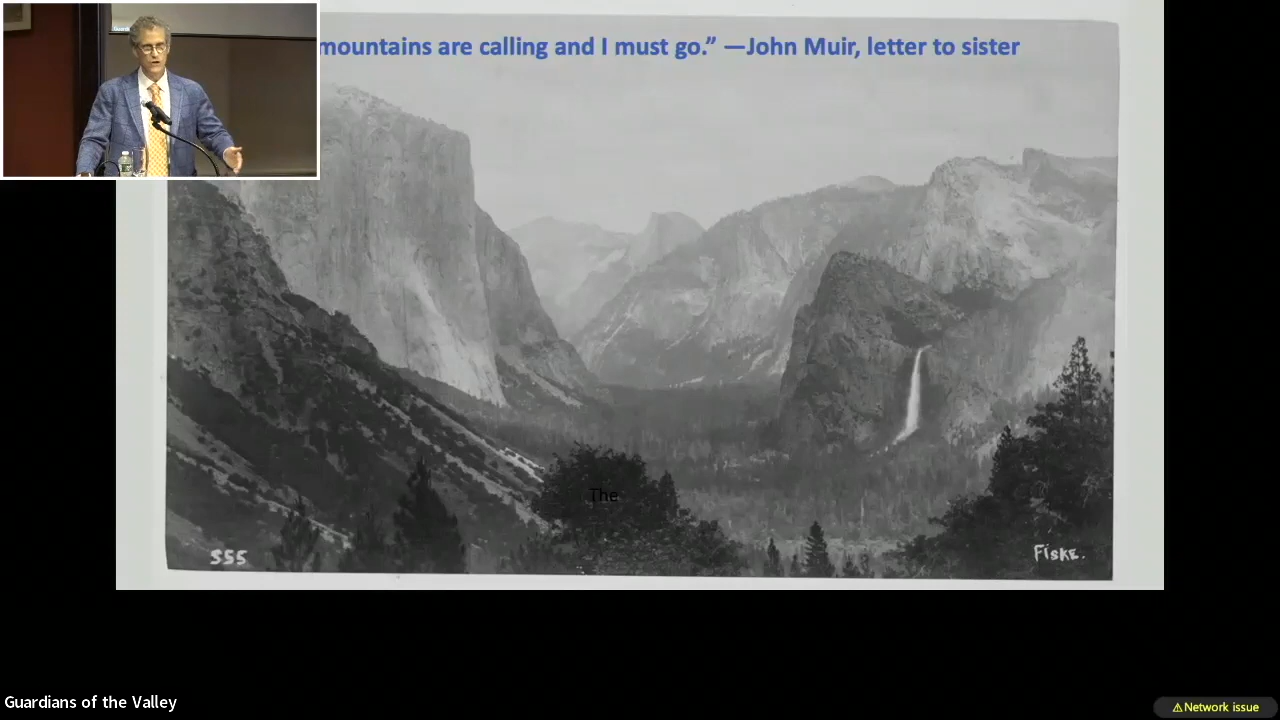 mountains are calling and I must go.” —John Muir, letter to sister
The
555 Fiske.
Guardians of the Valley
⚠Network issue